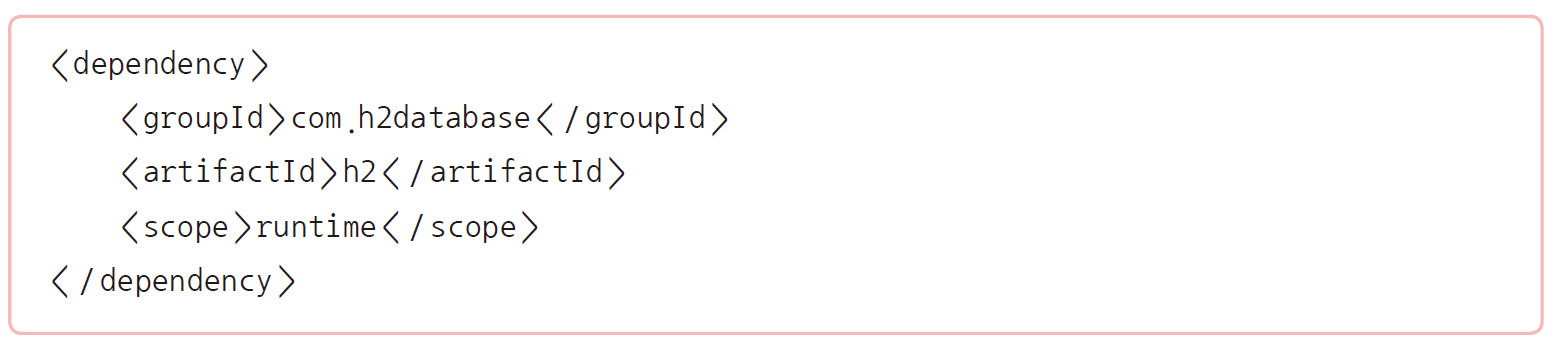 <dependency>
<groupId>com.h2database</groupId>
<artifactId>h2</artifactId>
<scope>runtime</scope>
</dependency>